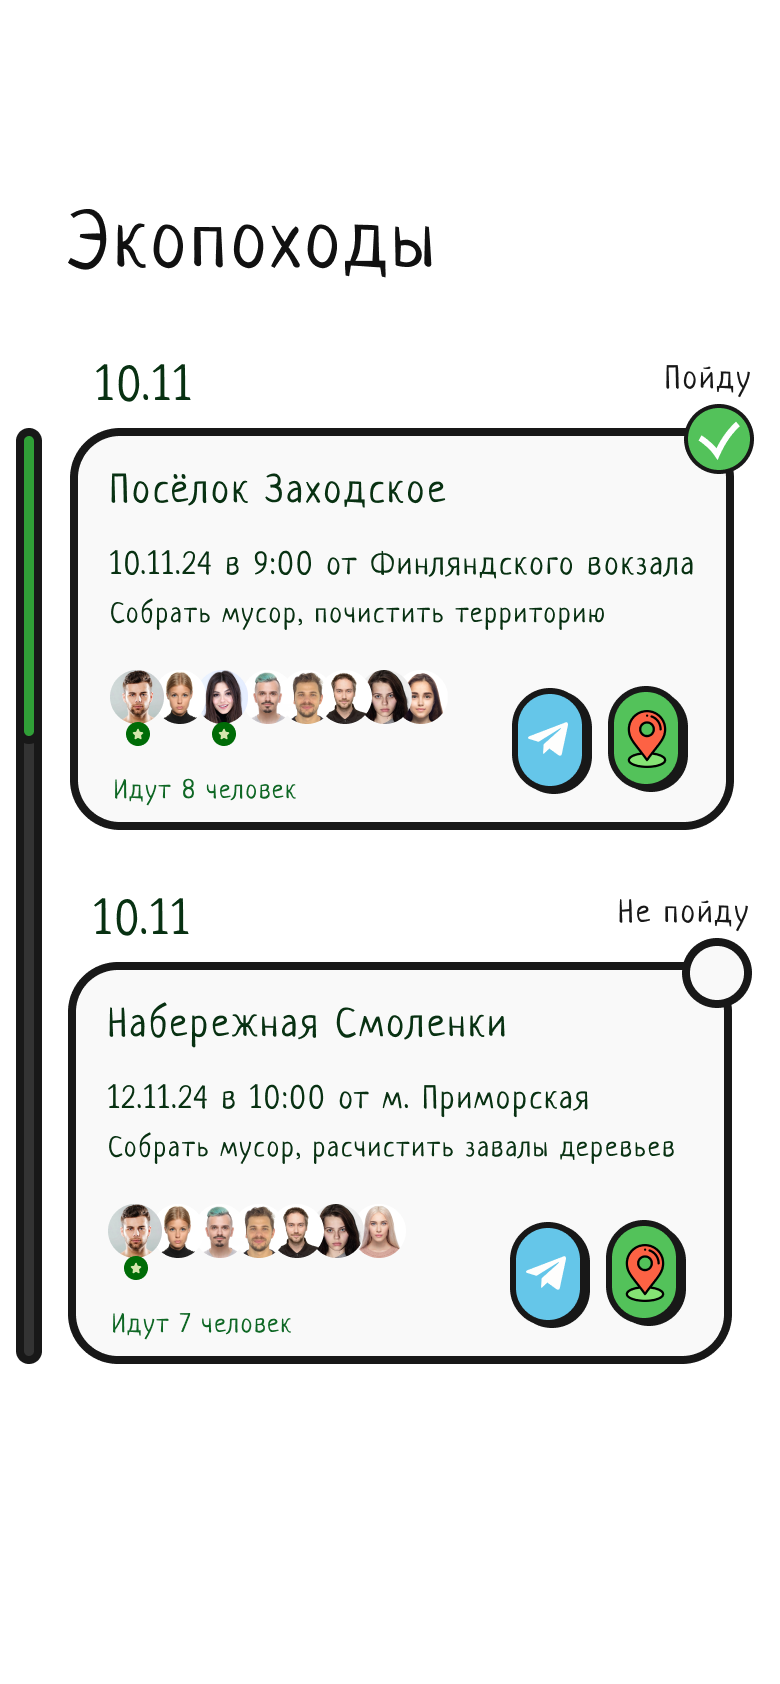 Экопоходы
10.11
Пойду
Посёлок Заходское
10.11.24 в 9:00 от Финляндского вокзала
Собрать мусор, почистить территорию
Идут 8 человек
10.11
Не пойду
Набережная Смоленки
12.11.24 в 10:00 от м. Приморская
Собрать мусор, расчистить завалы деревьев
Идут 7 человек